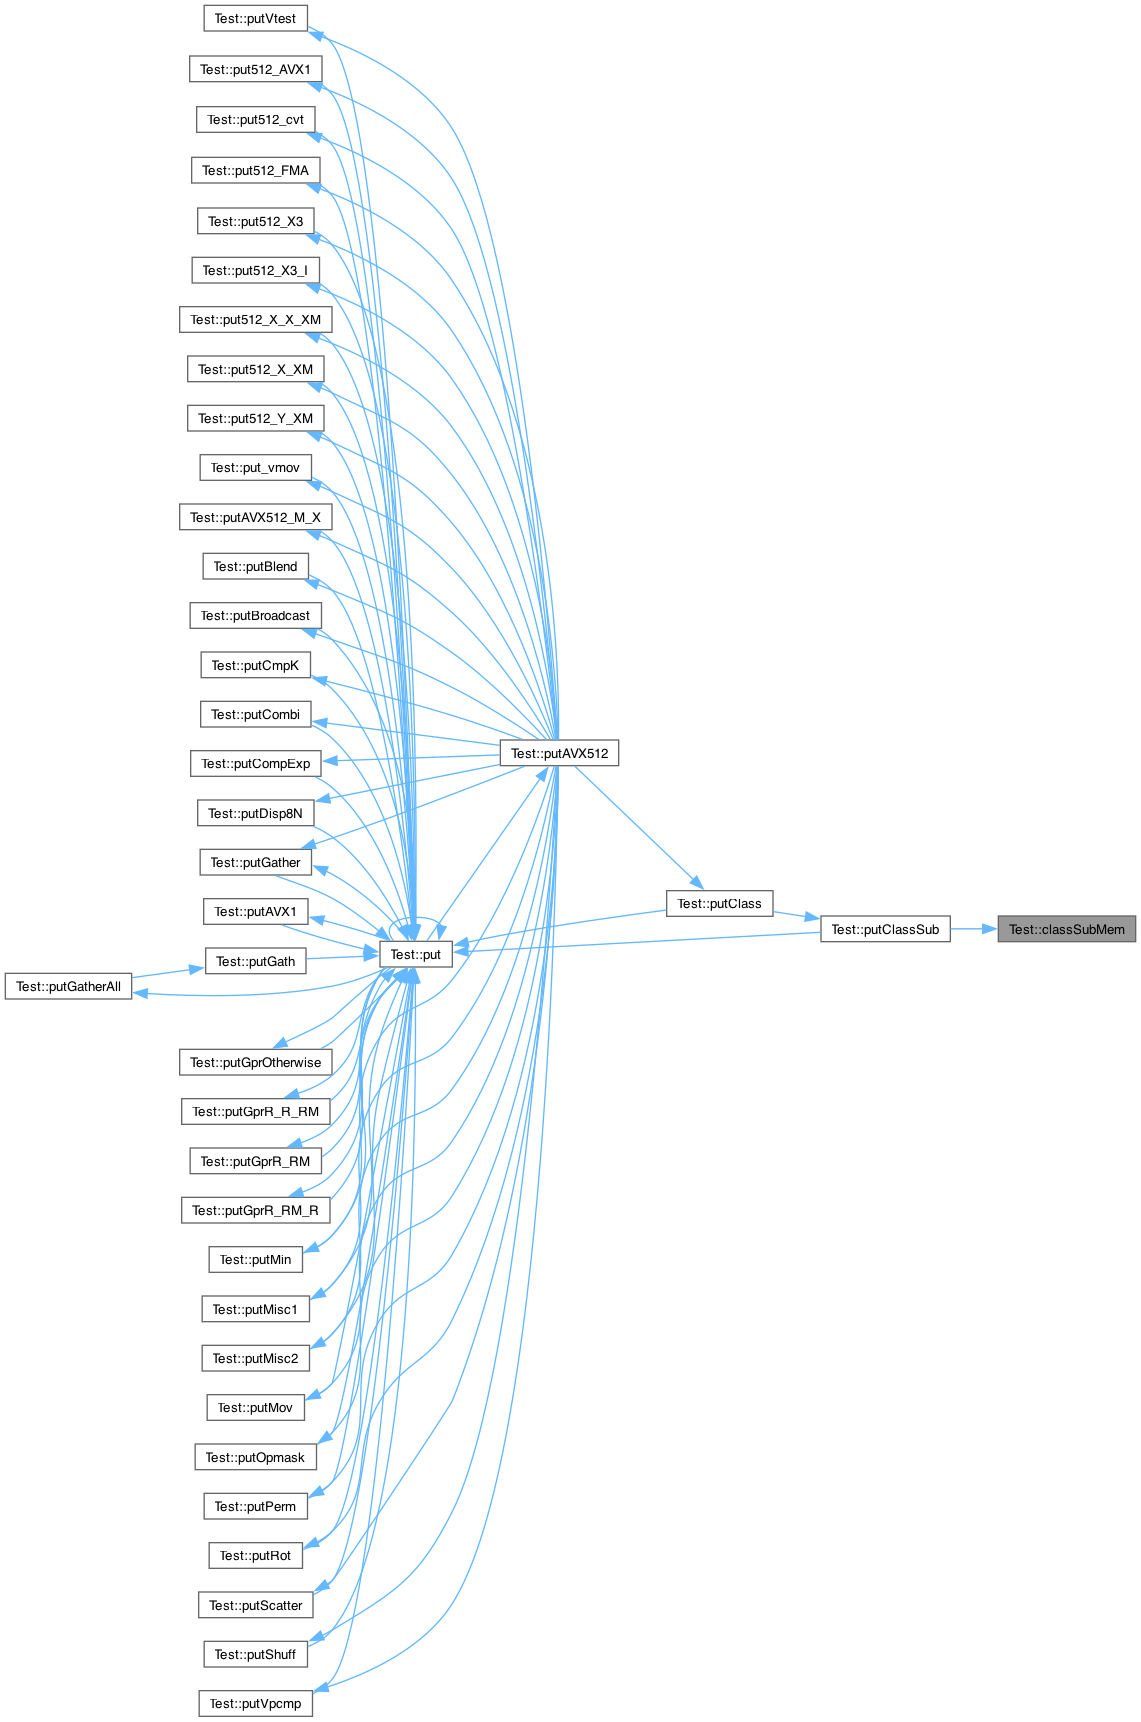 Test::putVtest
Test::put512_AVX1
Test::put512_cvt
Test::put512_FMA
Test::put512_X3
Test::put512_X3_I
Test::put512_X_X_XM
Test::put512_X_XM
Test::put512_Y_XM
Test::put_vmov
Test::putAVX512_M_X
Test::putBlend
Test::putBroadcast
Test::putCmpK
Test::putCombi
Test::putAVX512
Test::putCompExp
Test::putDisp8N
Test::putGather
Test::putClass
Test::putAVX1
Test::putClassSub
Test::classSubMem
Test::put
Test::putGath
Test::putGatherAll
Test::putGprOtherwise
Test::putGprR_R_RM
Test::putGprR_RM
Test::putGprR_RM_R
Test::putMin
Test::putMisc1
Test::putMisc2
Test::putMov
Test::putOpmask
Test::putPerm
Test::putRot
Test::putScatter
Test::putShuff
Test::putVpcmp